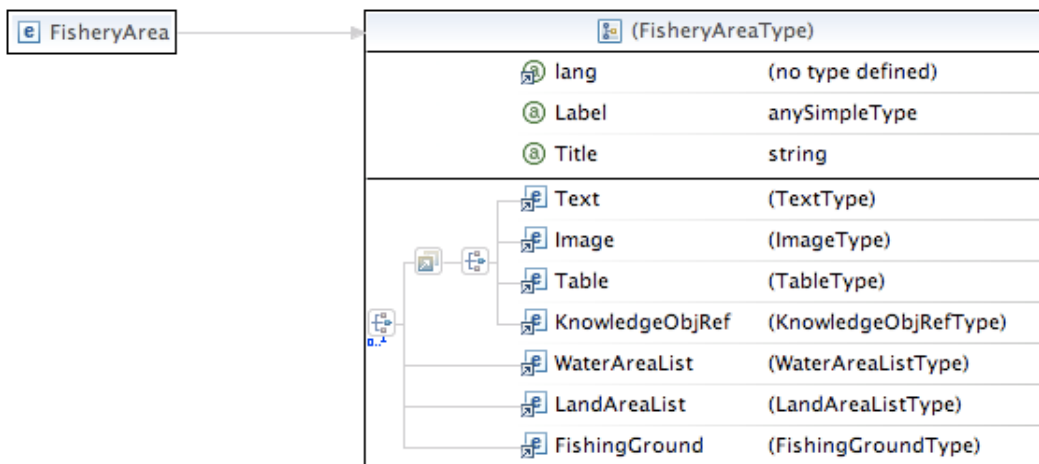 e FisheryArea
(FisheryAreaType)
a lang (no type defined)
a Label anySimpleType
a Title string
e Text (TextType)
e Image (ImageType)
e Table (TableType)
e KnowledgeObjRef (KnowledgeObjRefType)
0..*
e WaterAreaList (WaterAreaListType)
e LandAreaList (LandAreaListType)
e FishingGround (FishingGroundType)